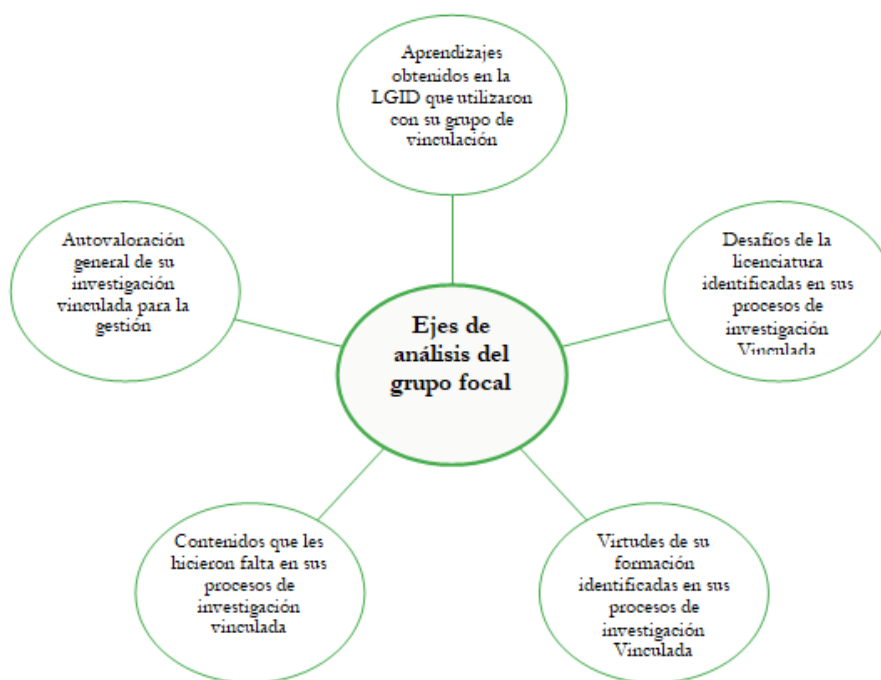 Aprendizajes
obtenidos en la
LGID que utilizaron
con su grupo de
vinculación
Autovaloración
general de su
investigación
vinculada para la
gestión
Desafíos de la
licenciatura
identificadas en sus
procesos de
investigación
Vinculada
Ejes de
análisis del
grupo focal
Contenidos que les
hicieron falta en sus
procesos de
investigación
vinculada
Virtudes de su
formación
identificadas en sus
procesos de
investigación
Vinculada